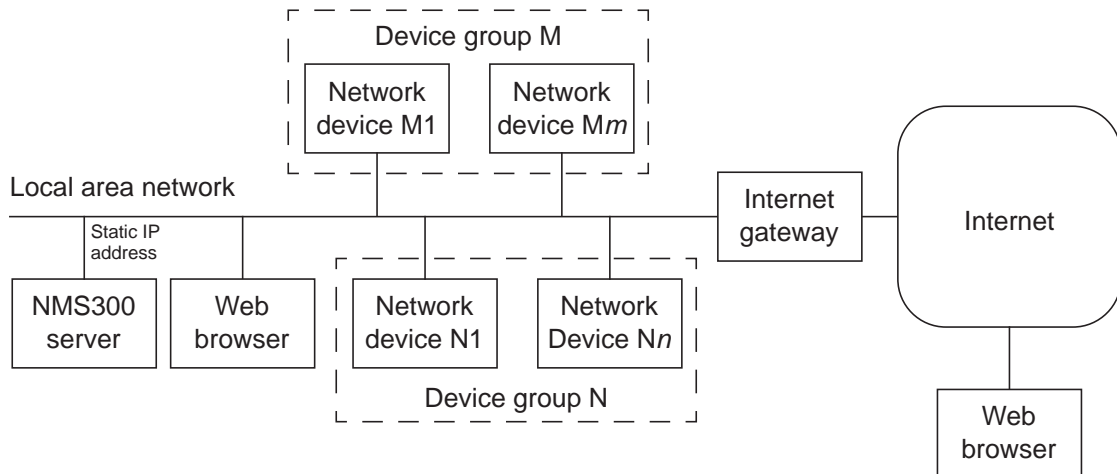 Device group M
Network
device M1
Network
device Mm
Local area network
Static IP
address
Internet
gateway
Internet
NMS300
server
Web
browser
Network
device N1
Network
Device Nn
Device group N
Web
browser